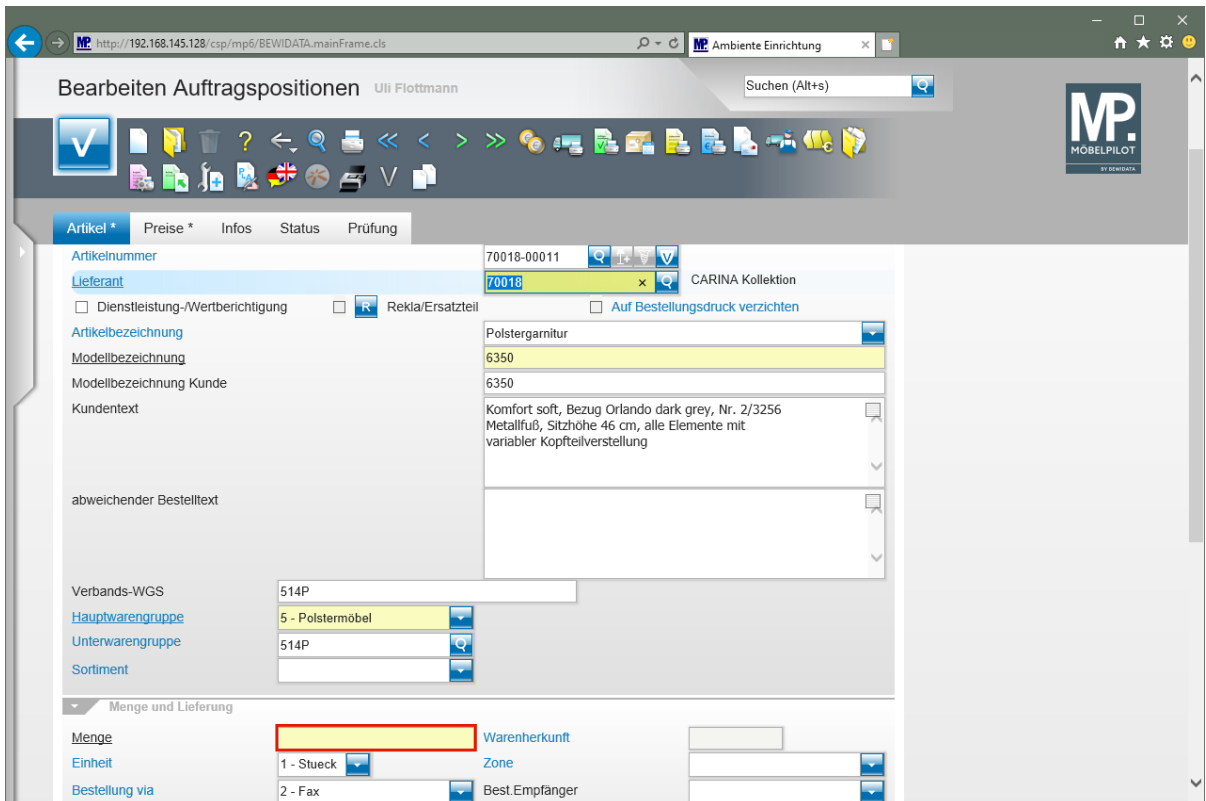 http://192.168.145.128/csp/mp6/BEWIDATA.mainFrame.cls
MP Ambiente Einrichtung
Bearbeiten Auftragspositionen Uli Flottmann
Suchen (Alt+s)
MP.
MÖBELPILOT
BY BEWIDATA
Artikel * Preise * Infos Status Prüfung
Artikelnummer 70018-00011
Lieferant 70018 CARINA Kollektion
Dienstleistung-/Wertberichtigung R Rekla/Ersatzteil Auf Bestellungsdruck verzichten
Artikelbezeichnung Polstergarnitur
Modellbezeichnung 6350
Modellbezeichnung Kunde 6350
Kundentext Komfort soft, Bezug Orlando dark grey, Nr. 2/3256
Metallfuß, Sitzhöhe 46 cm, alle Elemente mit
variabler Kopfteilverstellung
abweichender Bestelltext
Verbands-WGS 514P
Hauptwarengruppe 5 - Polstermöbel
Unterwarengruppe 514P
Sortiment
Menge und Lieferung
Menge Warenherkunft
Einheit 1 - Stueck Zone
Bestellung via 2 - Fax Best.Empfänger